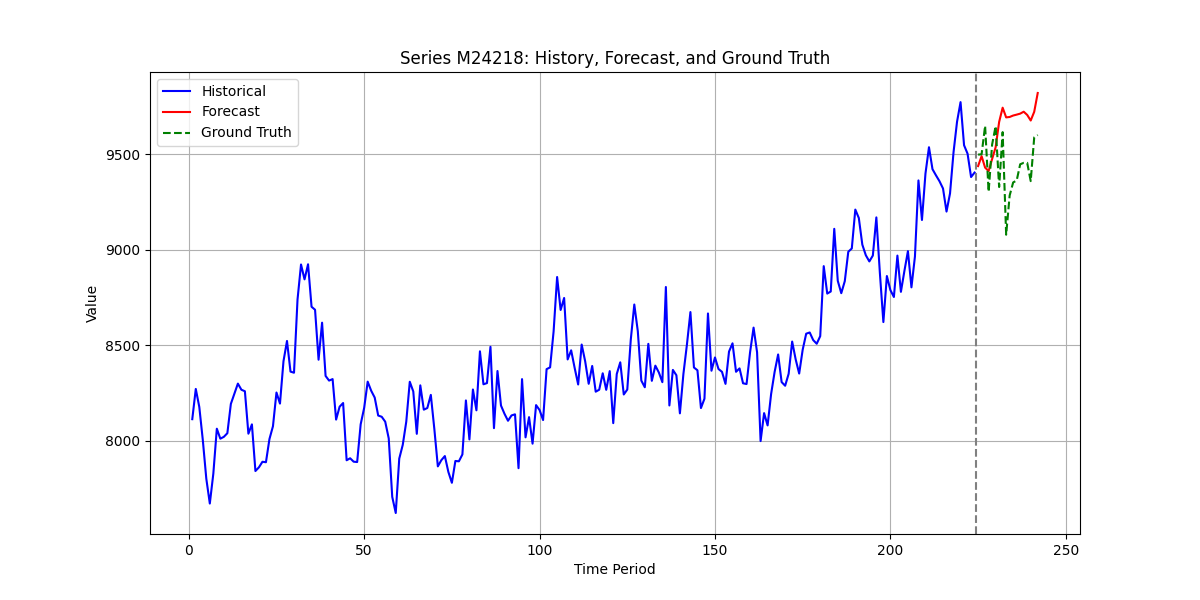 Series M24218: History, Forecast, and Ground Truth
Historical
Forecast
Ground Truth
9500
9000
8500
8000
Value
0
50
100
150
200
250
Time Period